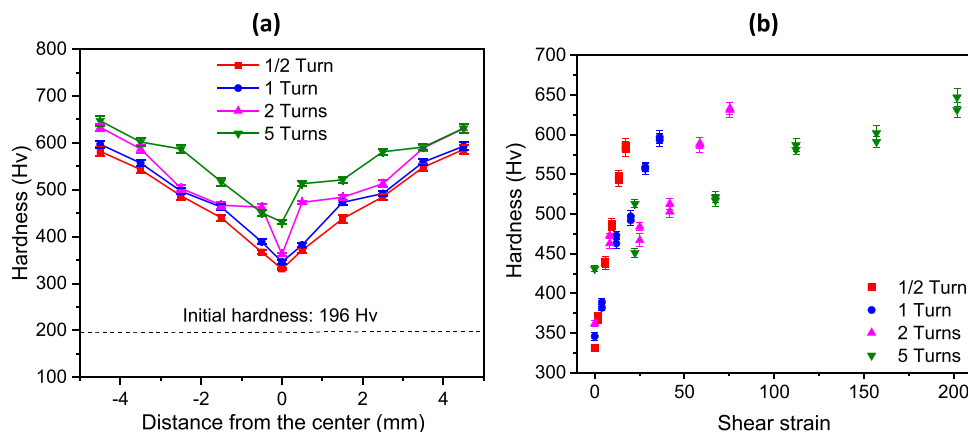 (a)
800
700
600
500
400
300
200
100
Hardness (Hv)
1/2 Turn
1 Turn
2 Turns
5 Turns
Initial hardness: 196 Hv
-4
-2
0
2
4
Distance from the center (mm)
(b)
700
650
600
550
500
450
400
350
300
Hardness (Hv)
1/2 Turn
1 Turn
2 Turns
5 Turns
0
50
100
150
200
Shear strain